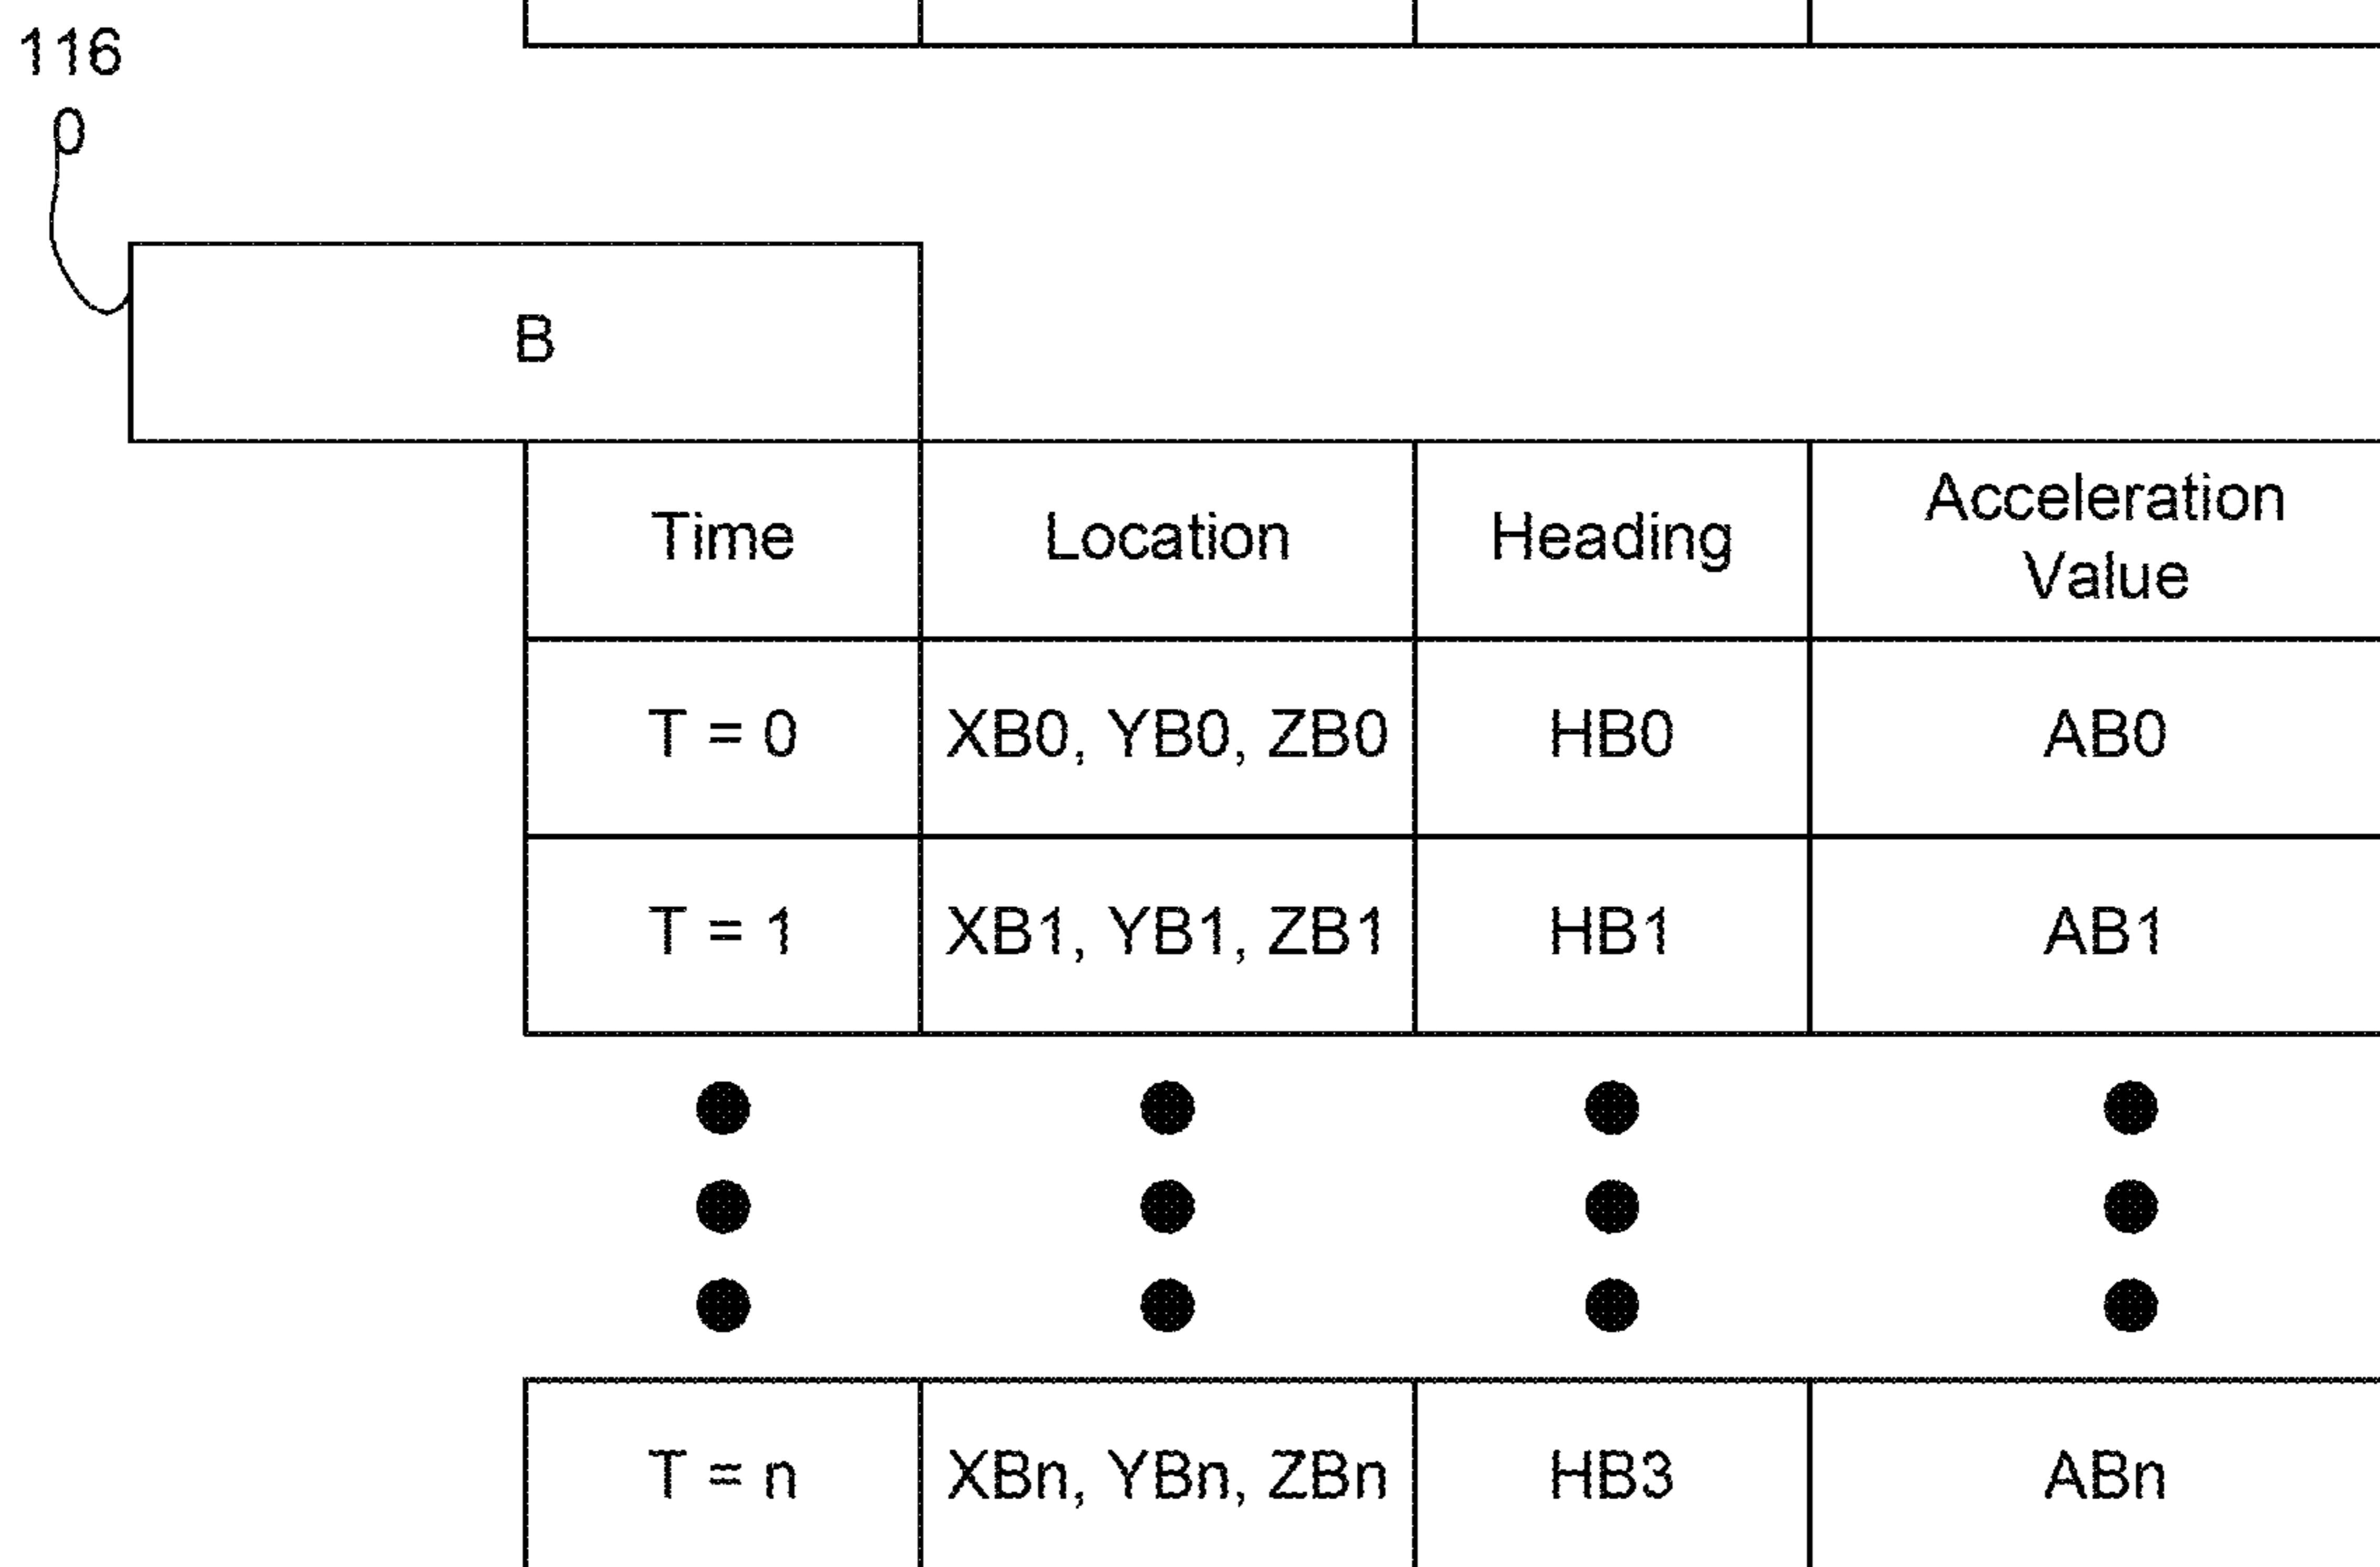 116
B
Time Location Heading Acceleration Value
T = 0 XB0, YB0, ZB0 HB0 AB0
T = 1 XB1, YB1, ZB1 HB1 AB1
T = n XBn, YBn, ZBn HB3 ABn